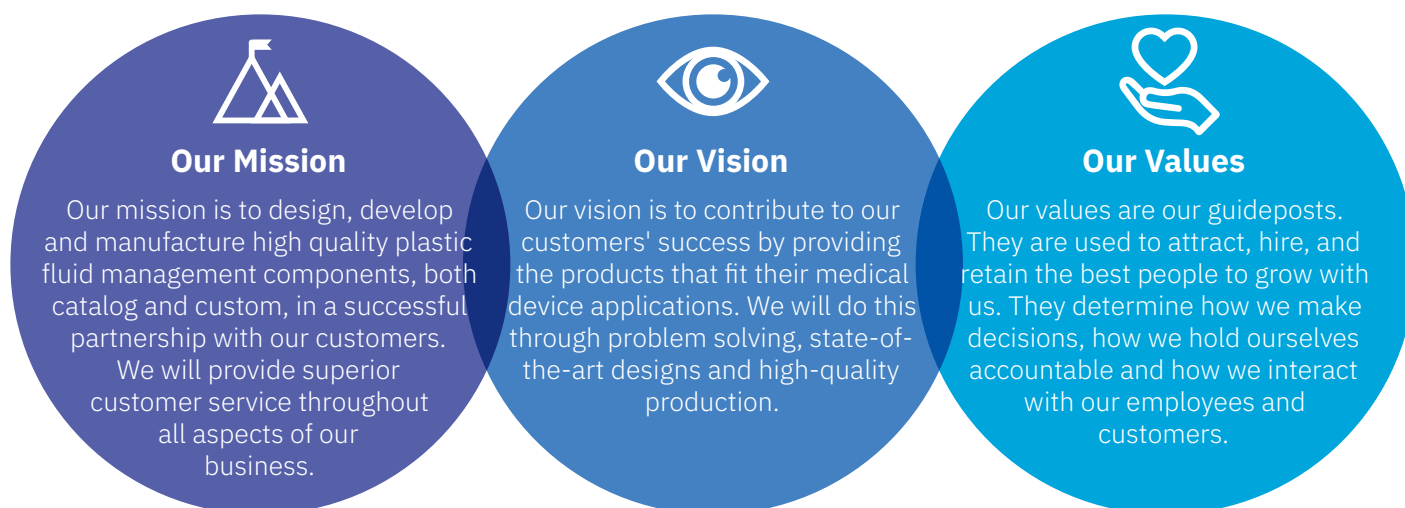 Our Mission
Our mission is to design, develop
and manufacture high quality plastic
fluid management components, both
catalog and custom, in a successful
partnership with our customers.
We will provide superior
customer service throughout
all aspects of our
business.
Our Vision
Our vision is to contribute to our
customers' success by providing
the products that fit their medical
device applications. We will do this
through problem solving, state-of-
the-art designs and high-quality
production.
Our Values
Our values are our guideposts.
They are used to attract, hire, and
retain the best people to grow with
us. They determine how we make
decisions, how we hold ourselves
accountable and how we interact
with our employees and
customers.